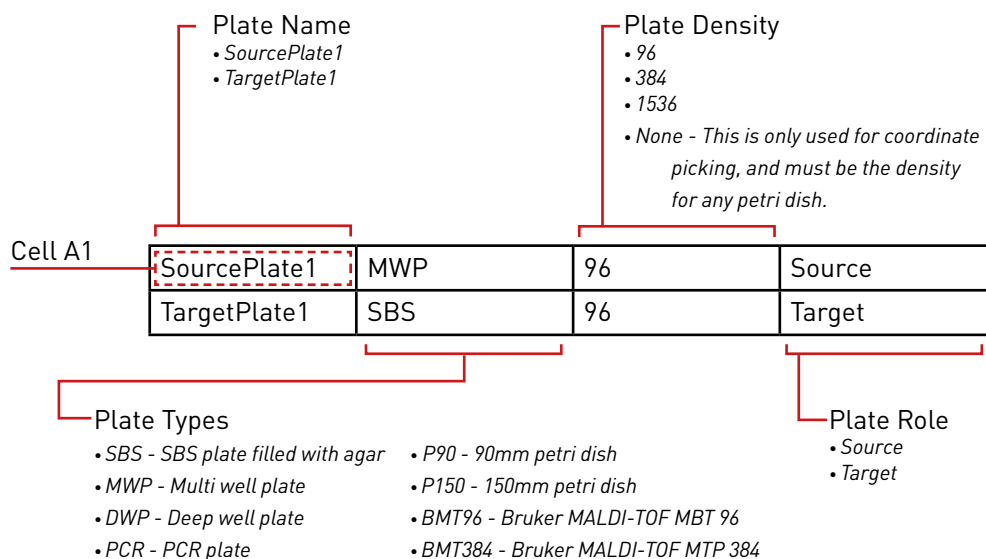 Plate Name
• SourcePlate1
• TargetPlate1
Plate Density
• 96
• 384
• 1536
• None - This is only used for coordinate
picking, and must be the density
for any petri dish.
Cell A1
SourcePlate1 MWP 96 Source
TargetPlate1 SBS 96 Target
Plate Types
• SBS - SBS plate filled with agar
• MWP - Multi well plate
• DWP - Deep well plate
• PCR - PCR plate
• P90 - 90mm petri dish
• P150 - 150mm petri dish
• BMT96 - Bruker MALDI-TOF MBT 96
• BMT384 - Bruker MALDI-TOF MTP 384
Plate Role
• Source
• Target